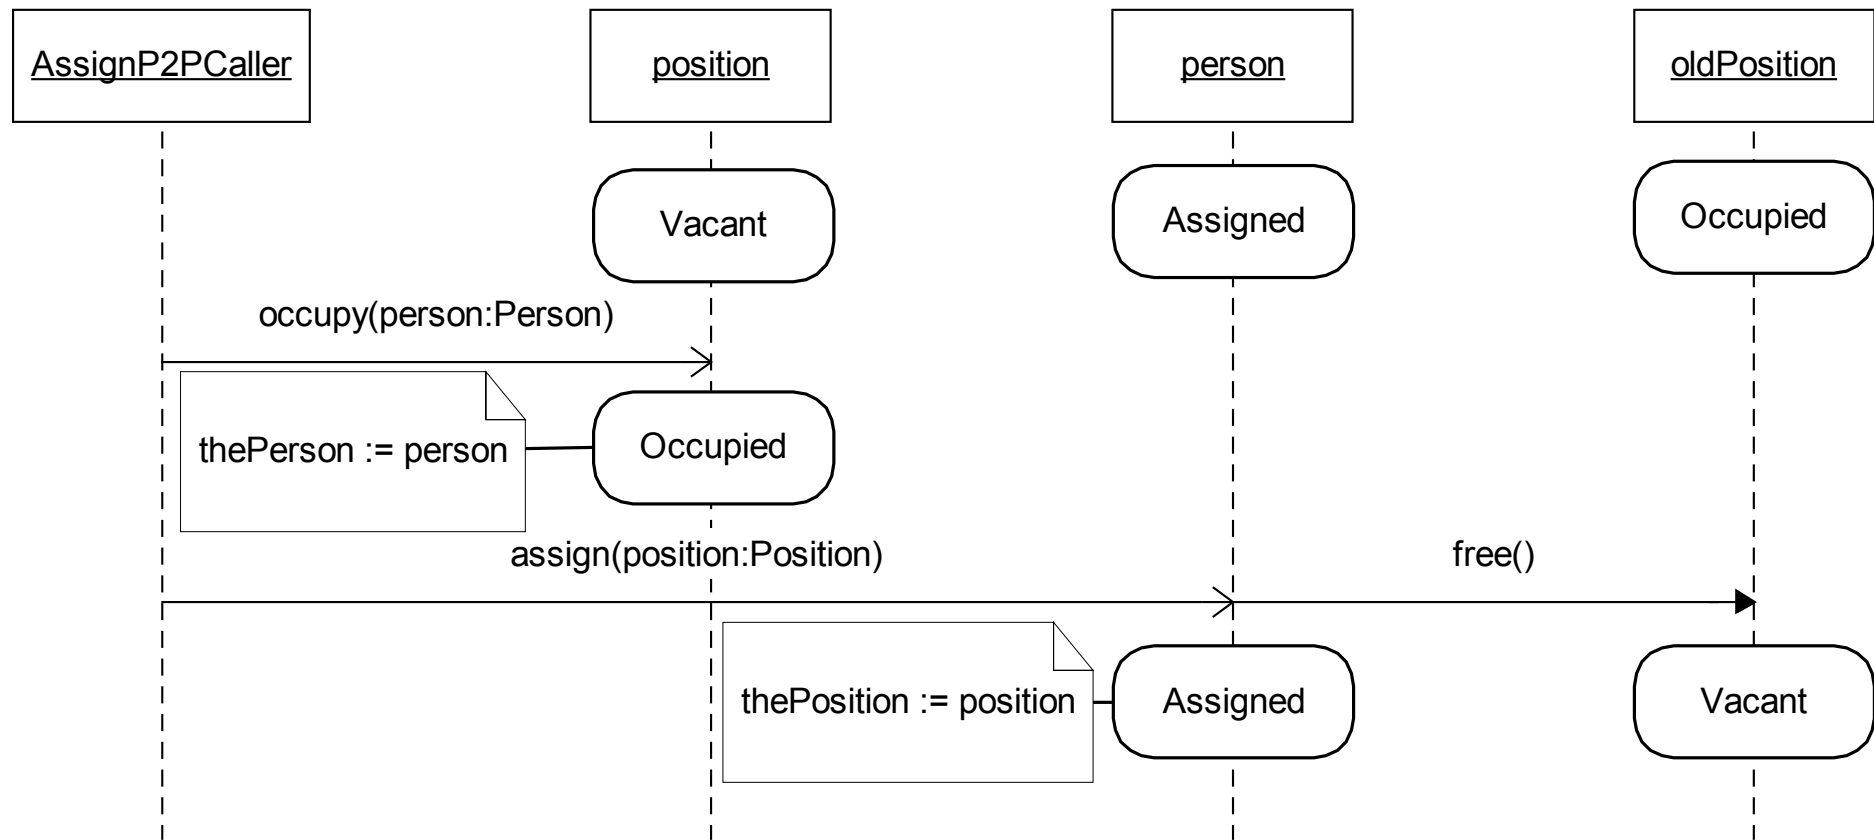 AssignP2PCaller
position
person
oldPosition
Vacant
Assigned
Occupied
occupy(person:Person)
thePerson := person
Occupied
assign(position:Position)
free()
thePosition := position
Assigned
Vacant